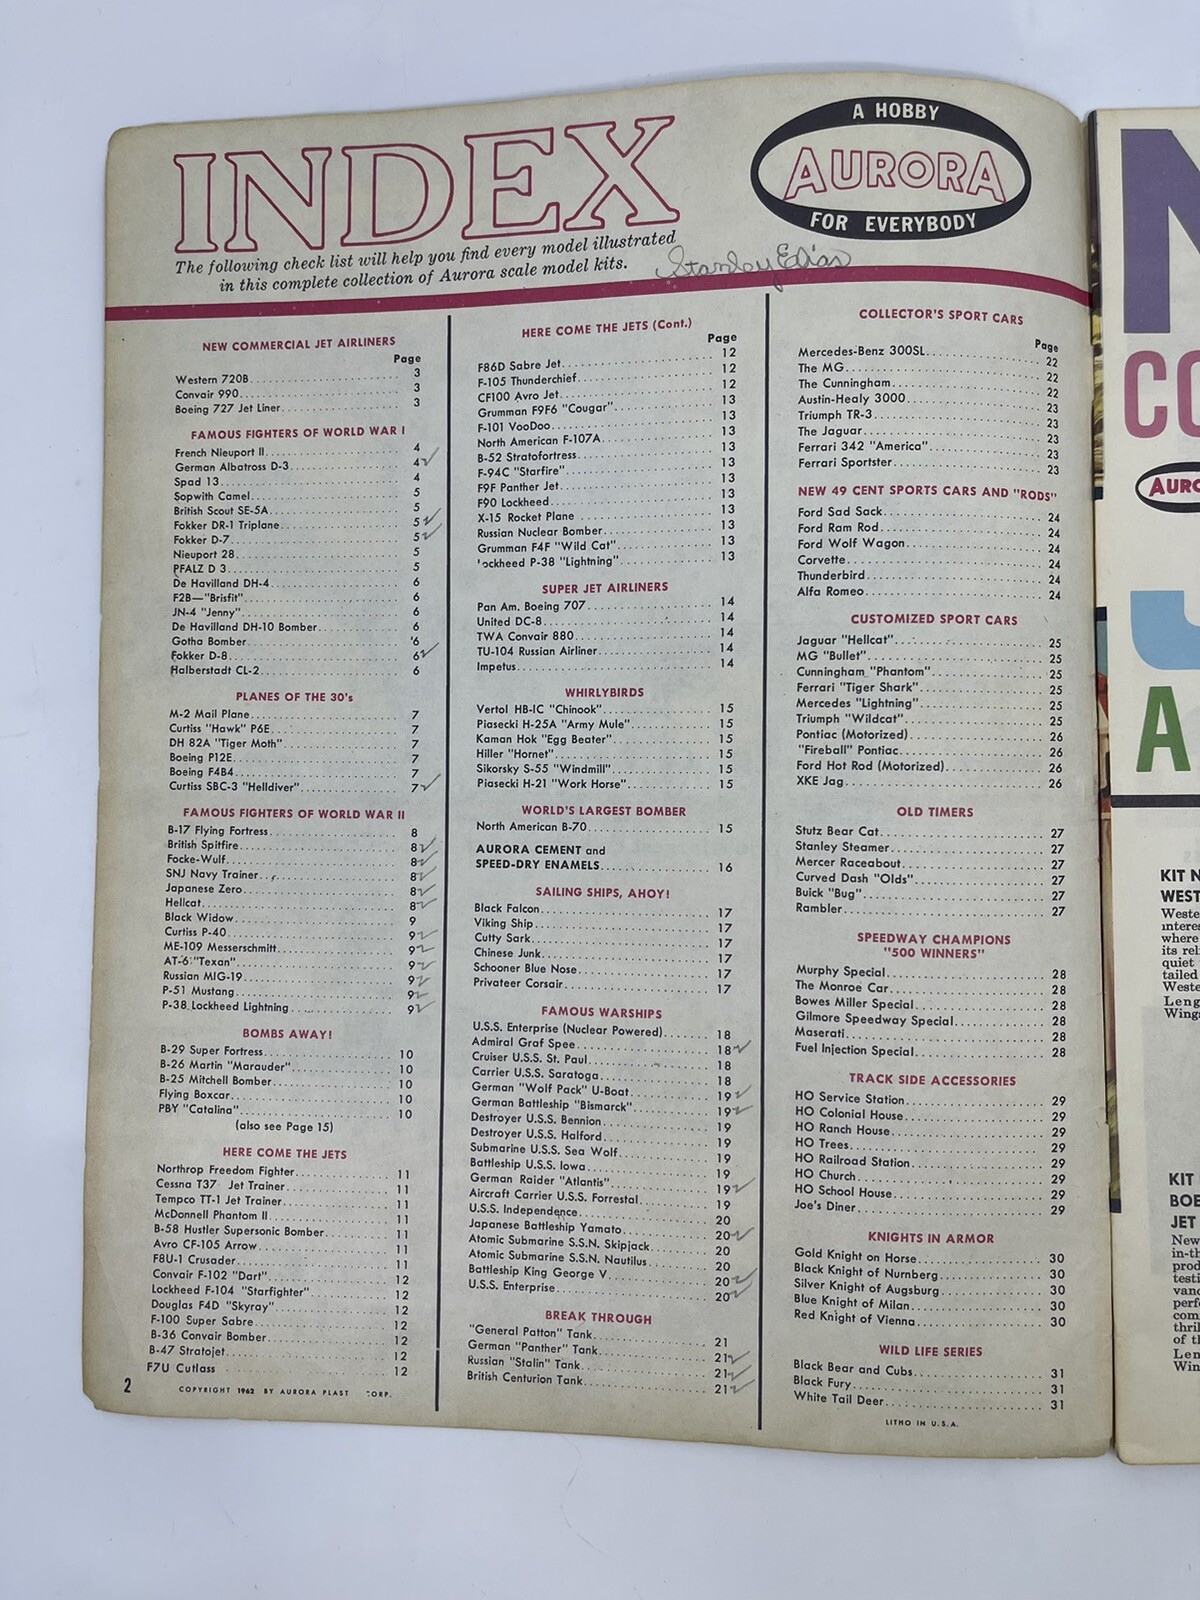 INDEX
The following check list will help you find every model illustrated
in this complete collection of Aurora scale model kits.
A HOBBY
AURORA
FOR EVERYBODY
Stanley Elias
NEW COMMERCIAL JET AIRLINERS
Page
Western 720B 3
Convair 990 3
Boeing 727 Jet Liner 3
FAMOUS FIGHTERS OF WORLD WAR I
French Nieuport II 4
German Albatross D-3 4 ✓
Spad 13 4
Sopwith Camel 5
British Scout SE-5A 5
Fokker DR-1 Triplane 5 ✓
Fokker D-7 5 ✓
Nieuport 28 5
PFALZ D 3 5
De Havilland DH-4 6
F2B—"Brisfit" 6
JN-4 "Jenny" 6
De Havilland DH-10 Bomber 6
Gotha Bomber 6
Fokker D-8 6 ✓
Halberstadt CL-2 6
PLANES OF THE 30's
M-2 Mail Plane 7
Curtiss "Hawk" P6E 7
DH 82A "Tiger Moth" 7
Boeing P12E 7
Boeing F4B4 7
Curtiss SBC-3 "Helldiver" 7 ✓
FAMOUS FIGHTERS OF WORLD WAR II
B-17 Flying Fortress 8
British Spitfire 8 ✓
Focke-Wulf 8 ✓
SNJ Navy Trainer 8 ✓
Japanese Zero 8 ✓
Hellcat 8 ✓
Black Widow 9
Curtiss P-40 9 ✓
ME-109 Messerschmitt 9 ✓
AT-6 "Texan" 9 ✓
Russian MIG-19 9 ✓
P-51 Mustang 9 ✓
P-38 Lockheed Lightning 9 ✓
BOMBS AWAY!
B-29 Super Fortress 10
B-26 Martin "Marauder" 10
B-25 Mitchell Bomber 10
Flying Boxcar 10
PBY "Catalina" 10
(also see Page 15)
HERE COME THE JETS
Northrop Freedom Fighter 11
Cessna T37 Jet Trainer 11
Tempco TT-1 Jet Trainer 11
McDonnell Phantom II 11
B-58 Hustler Supersonic Bomber 11
Avro CF-105 Arrow 11
F8U-1 Crusader 11
Convair F-102 "Dart" 12
Lockheed F-104 "Starfighter" 12
Douglas F4D "Skyray" 12
F-100 Super Sabre 12
B-36 Convair Bomber 12
B-47 Stratojet 12
F7U Cutlass 12
2
COPYRIGHT 1962 BY AURORA PLAST CORP.
HERE COME THE JETS (Cont.)
Page
F86D Sabre Jet 12
F-105 Thunderchief 12
CF100 Avro Jet 12
Grumman F9F6 "Cougar" 13
F-101 VooDoo 13
North American F-107A 13
B-52 Stratofortress 13
F-94C "Starfire" 13
F9F Panther Jet 13
F90 Lockheed 13
X-15 Rocket Plane 13
Russian Nuclear Bomber 13
Grumman F4F "Wild Cat" 13
ockheed P-38 "Lightning" 13
SUPER JET AIRLINERS
Pan Am. Boeing 707 14
United DC-8 14
TWA Convair 880 14
TU-104 Russian Airliner 14
Impetus 14
WHIRLYBIRDS
Vertol HB-IC "Chinook" 15
Piasecki H-25A "Army Mule" 15
Kaman Hok "Egg Beater" 15
Hiller "Hornet" 15
Sikorsky S-55 "Windmill" 15
Piasecki H-21 "Work Horse" 15
WORLD'S LARGEST BOMBER
North American B-70 15
AURORA CEMENT and
SPEED-DRY ENAMELS 16
SAILING SHIPS, AHOY!
Black Falcon 17
Viking Ship 17
Cutty Sark 17
Chinese Junk 17
Schooner Blue Nose 17
Privateer Corsair 17
FAMOUS WARSHIPS
U.S.S. Enterprise (Nuclear Powered) 18
Admiral Graf Spee 18 ✓
Cruiser U.S.S. St. Paul 18
Carrier U.S.S. Saratoga 18
German "Wolf Pack" U-Boat 19 ✓
German Battleship "Bismarck" 19 ✓
Destroyer U.S.S. Bennion 19
Destroyer U.S.S. Halford 19
Submarine U.S.S. Sea Wolf 19
Battleship U.S.S. Iowa 19
German Raider "Atlantis" 19 ✓
Aircraft Carrier U.S.S. Forrestal 19
U.S.S. Independence 20
Japanese Battleship Yamato 20 ✓
Atomic Submarine S.S.N. Skipjack 20
Atomic Submarine S.S.N. Nautilus 20
Battleship King George V 20 ✓
U.S.S. Enterprise 20 ✓
BREAK THROUGH
"General Patton" Tank 21
German "Panther" Tank 21 ✓
Russian "Stalin" Tank 21 ✓
British Centurion Tank 21 ✓
COLLECTOR'S SPORT CARS
Page
Mercedes-Benz 300SL 22
The MG 22
The Cunningham 22
Austin-Healy 3000 22
Triumph TR-3 23
The Jaguar 23
Ferrari 342 "America" 23
Ferrari Sportster 23
NEW 49 CENT SPORTS CARS AND "RODS"
Ford Sad Sack 24
Ford Ram Rod 24
Ford Wolf Wagon 24
Corvette 24
Thunderbird 24
Alfa Romeo 24
CUSTOMIZED SPORT CARS
Jaguar "Hellcat" 25
MG "Bullet" 25
Cunningham "Phantom" 25
Ferrari "Tiger Shark" 25
Mercedes "Lightning" 25
Triumph "Wildcat" 25
Pontiac (Motorized) 26
"Fireball" Pontiac 26
Ford Hot Rod (Motorized) 26
XKE Jag 26
OLD TIMERS
Stutz Bear Cat 27
Stanley Steamer 27
Mercer Raceabout 27
Curved Dash "Olds" 27
Buick "Bug" 27
Rambler 27
SPEEDWAY CHAMPIONS
"500 WINNERS"
Murphy Special 28
The Monroe Car 28
Bowes Miller Special 28
Gilmore Speedway Special 28
Maserati 28
Fuel Injection Special 28
TRACK SIDE ACCESSORIES
HO Service Station 29
HO Colonial House 29
HO Ranch House 29
HO Trees 29
HO Railroad Station 29
HO Church 29
HO School House 29
Joe's Diner 29
KNIGHTS IN ARMOR
Gold Knight on Horse 30
Black Knight of Nurnberg 30
Silver Knight of Augsburg 30
Blue Knight of Milan 30
Red Knight of Vienna 30
WILD LIFE SERIES
Black Bear and Cubs 31
Black Fury 31
White Tail Deer 31
LITHO IN U.S.A.
N
CO
AURO
J
A
KIT N
WEST
Weste
interes
where
its reli
quiet
tailed
Weste
Leng
Wings
KIT
BOE
JET
New
in-th
prod
testi
vanc
perfo
com
thril
of th
Len
Win